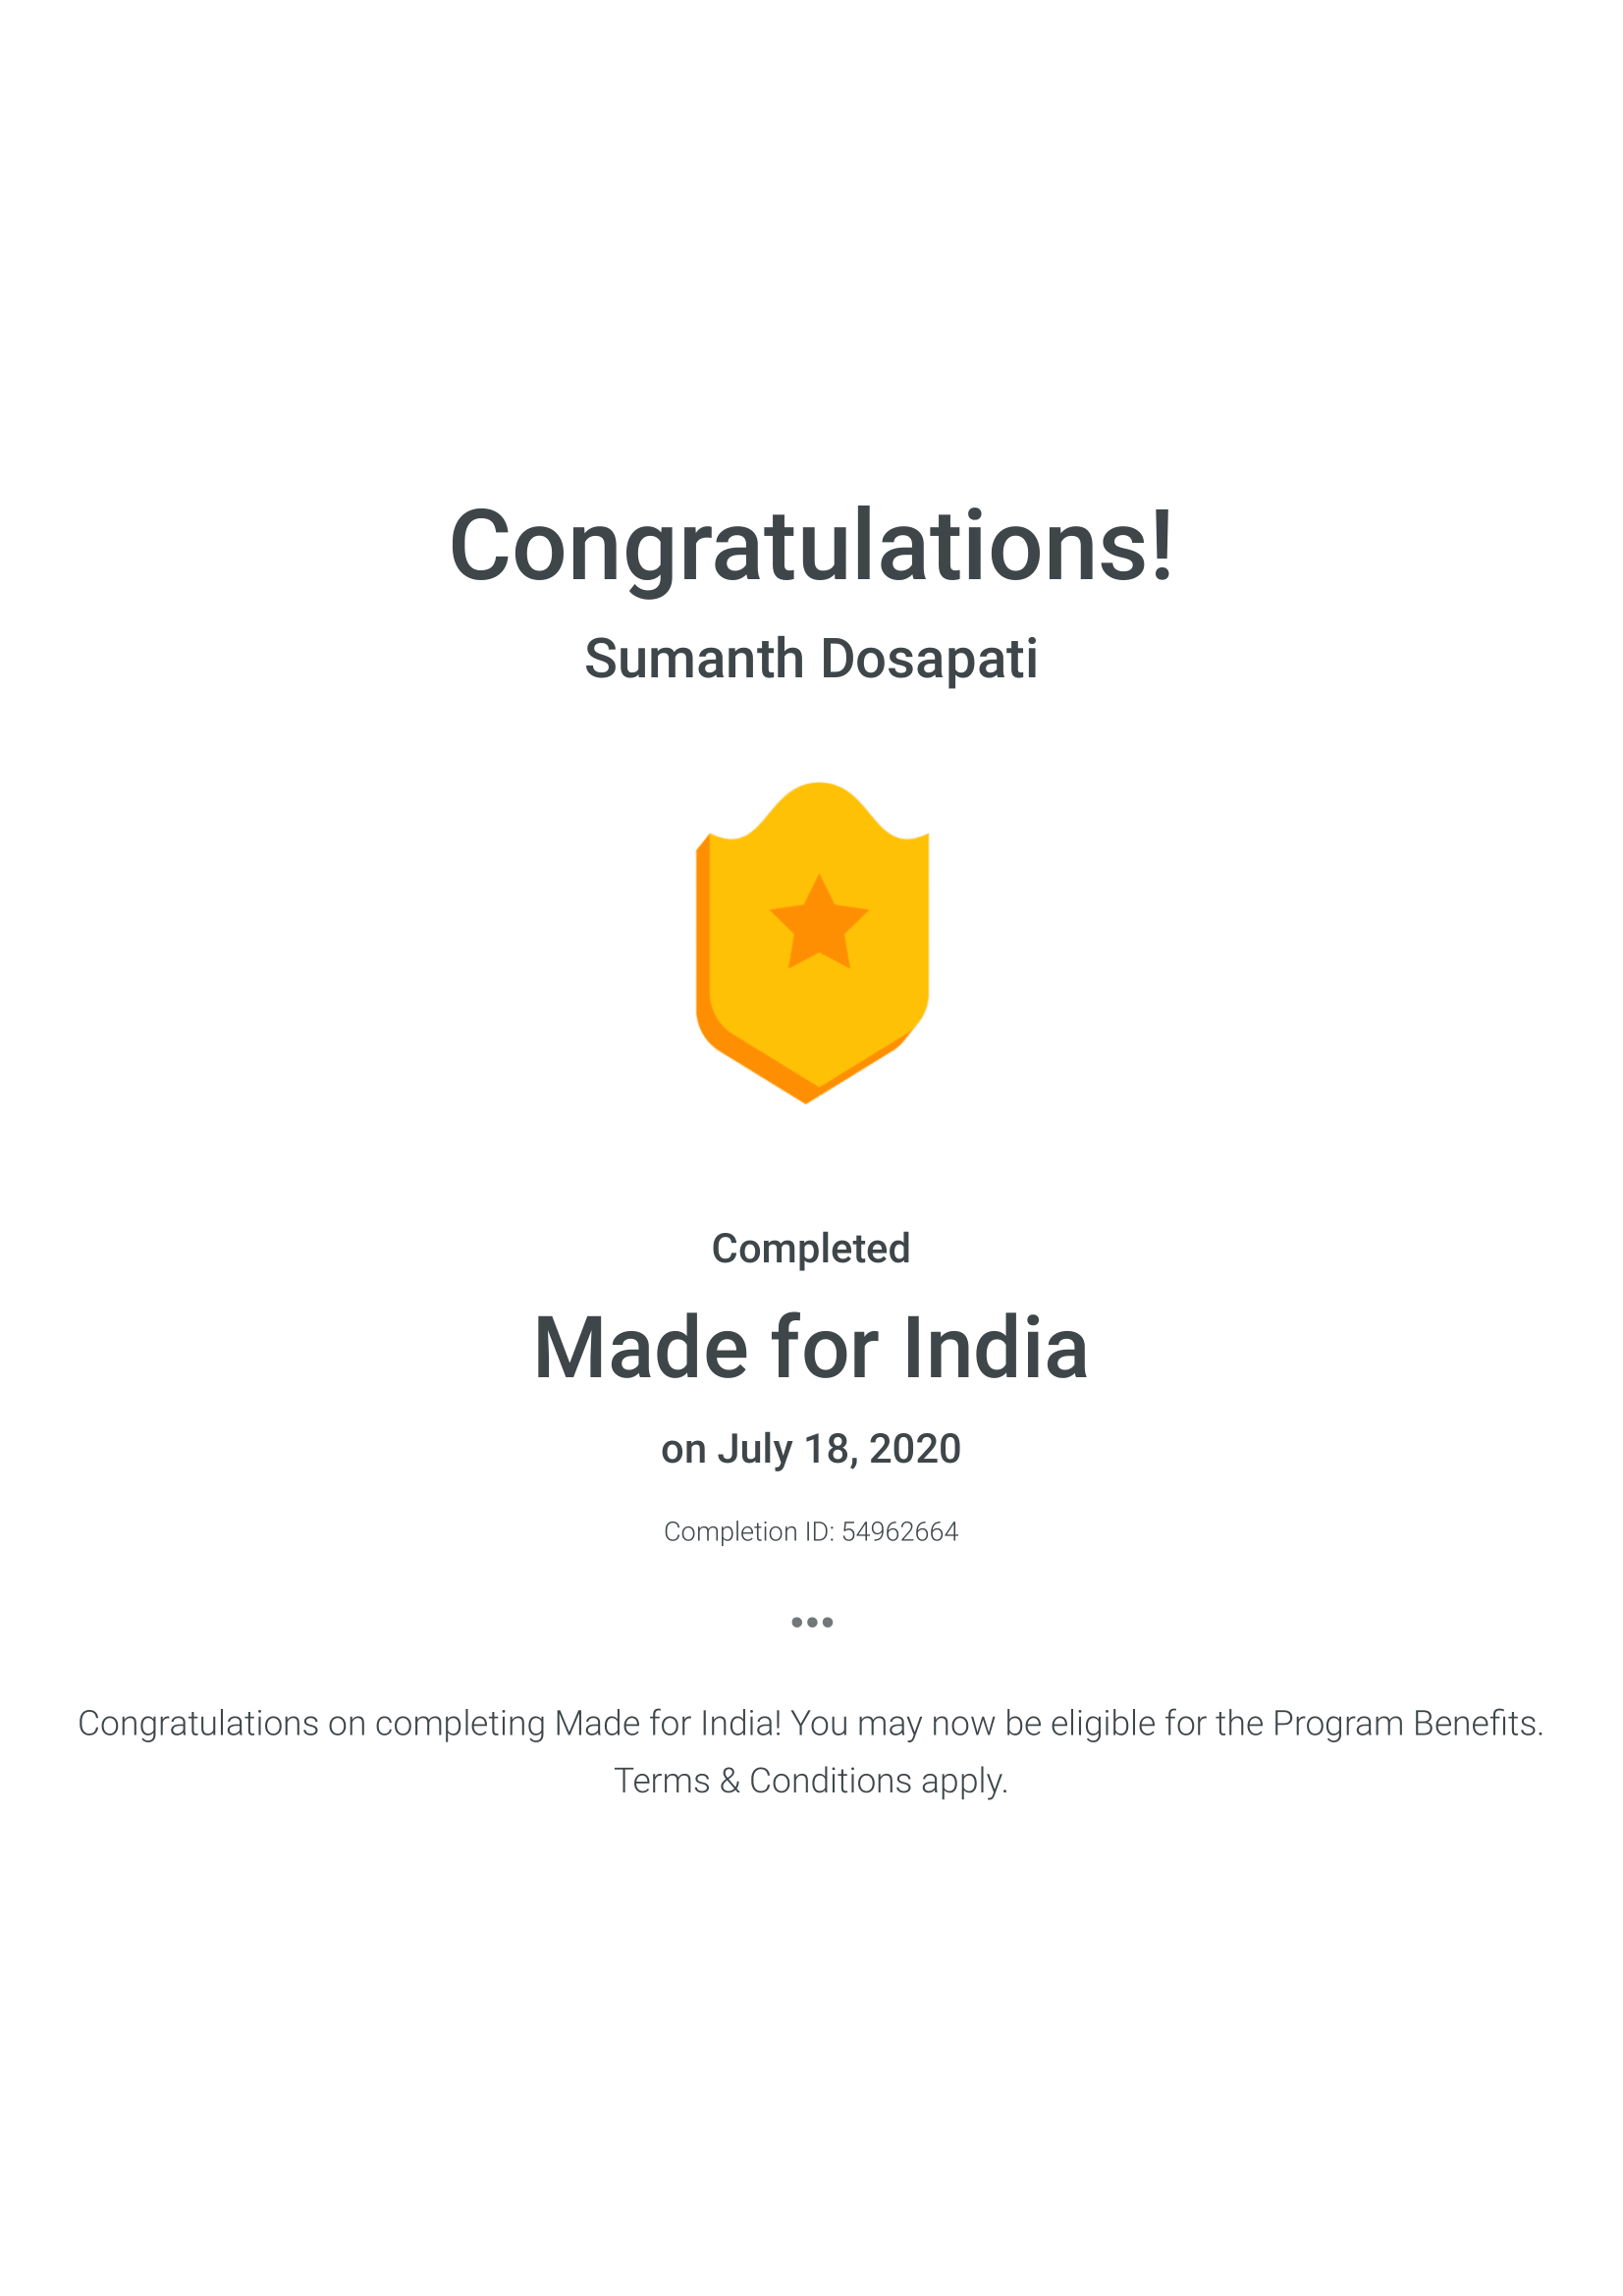 Congratulations!
Sumanth Dosapati
Completed
Made for India
on July 18, 2020
Completion ID: 54962664
Congratulations on completing Made for India! You may now be eligible for the Program Benefits.
Terms & Conditions apply.